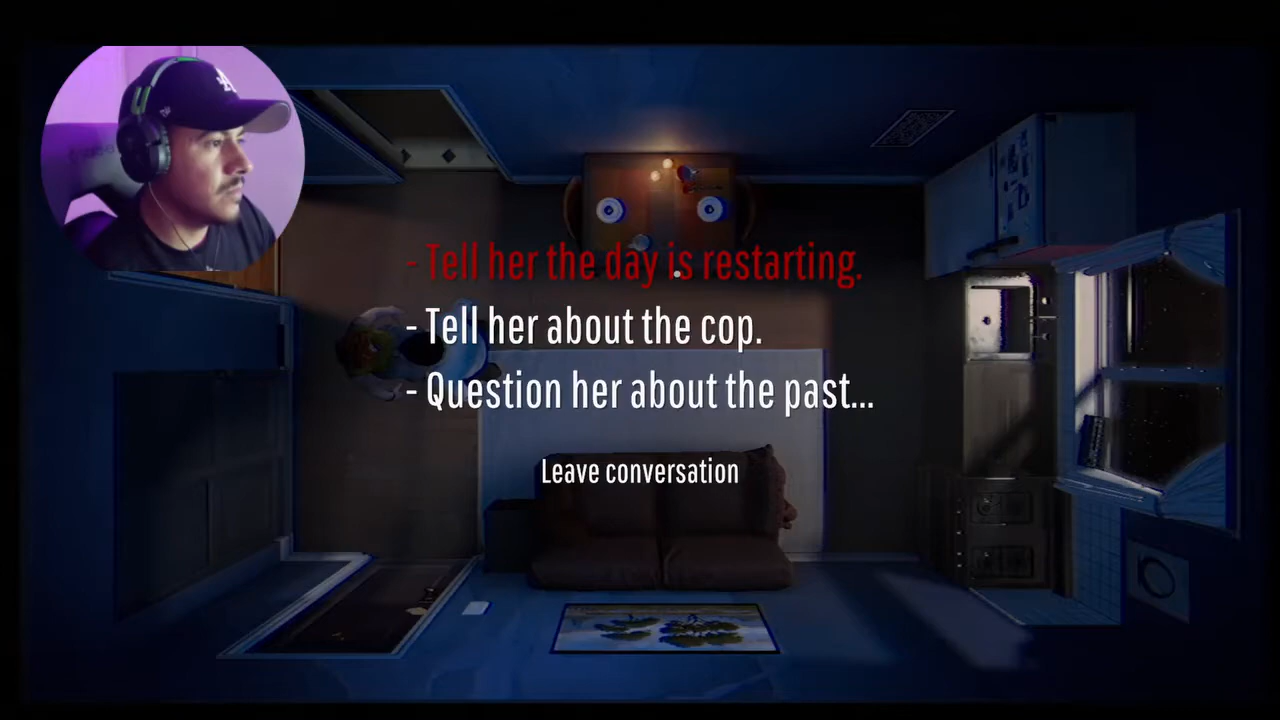 - Tell her the day is restarting.
- Tell her about the cop.
- Question her about the past...
Leave conversation